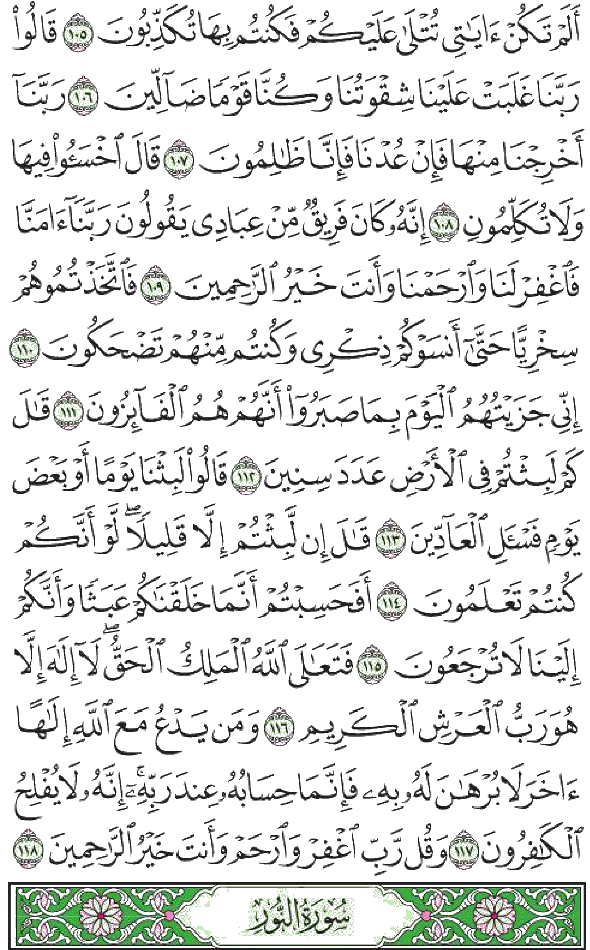 أَلَمْ تَكُنْ ءَايَٰتِى تُتْلَىٰ عَلَيْكُمْ فَكُنتُم بِهَا تُكَذِّبُونَ ١٠٥ قَالُوا۟
رَبَّنَا غَلَبَتْ عَلَيْنَا شِقْوَتُنَا وَكُنَّا قَوْمًا ضَآلِّينَ ١٠٦ رَبَّنَآ
أَخْرِجْنَا مِنْهَا فَإِنْ عُدْنَا فَإِنَّا ظَٰلِمُونَ ١٠٧ قَالَ ٱخْسَـُٔوا۟ فِيهَا
وَلَا تُكَلِّمُونِ ١٠٨ إِنَّهُۥ كَانَ فَرِيقٌ مِّنْ عِبَادِى يَقُولُونَ رَبَّنَآ ءَامَنَّا
فَٱغْفِرْ لَنَا وَٱرْحَمْنَا وَأَنتَ خَيْرُ ٱلرَّٰحِمِينَ ١٠٩ فَٱتَّخَذْتُمُوهُمْ
سِخْرِيًّا حَتَّىٰٓ أَنسَوْكُمْ ذِكْرِى وَكُنتُم مِّنْهُمْ تَضْحَكُونَ ١١٠
إِنِّى جَزَيْتُهُمُ ٱلْيَوْمَ بِمَا صَبَرُوٓا۟ أَنَّهُمْ هُمُ ٱلْفَآئِزُونَ ١١١ قَٰلَ
كَمْ لَبِثْتُمْ فِى ٱلْأَرْضِ عَدَدَ سِنِينَ ١١٢ قَالُوا۟ لَبِثْنَا يَوْمًا أَوْ بَعْضَ
يَوْمٍ فَسْـَٔلِ ٱلْعَآدِّينَ ١١٣ قَٰلَ إِن لَّبِثْتُمْ إِلَّا قَلِيلًا ۖ لَّوْ أَنَّكُمْ
كُنتُمْ تَعْلَمُونَ ١١٤ أَفَحَسِبْتُمْ أَنَّمَا خَلَقْنَٰكُمْ عَبَثًا وَأَنَّكُمْ
إِلَيْنَا لَا تُرْجَعُونَ ١١٥ فَتَعَٰلَى ٱللَّهُ ٱلْمَلِكُ ٱلْحَقُّ ۖ لَآ إِلَٰهَ إِلَّا
هُوَ رَبُّ ٱلْعَرْشِ ٱلْكَرِيمِ ١١٦ وَمَن يَدْعُ مَعَ ٱللَّهِ إِلَٰهًا
ءَاخَرَ لَا بُرْهَٰنَ لَهُۥ بِهِۦ فَإِنَّمَا حِسَابُهُۥ عِندَ رَبِّهِۦٓ ۚ إِنَّهُۥ لَا يُفْلِحُ
ٱلْكَٰفِرُونَ ١١٧ وَقُل رَّبِّ ٱغْفِرْ وَٱرْحَمْ وَأَنتَ خَيْرُ ٱلرَّٰحِمِينَ ١١٨
سُورَةُ النُّورِ